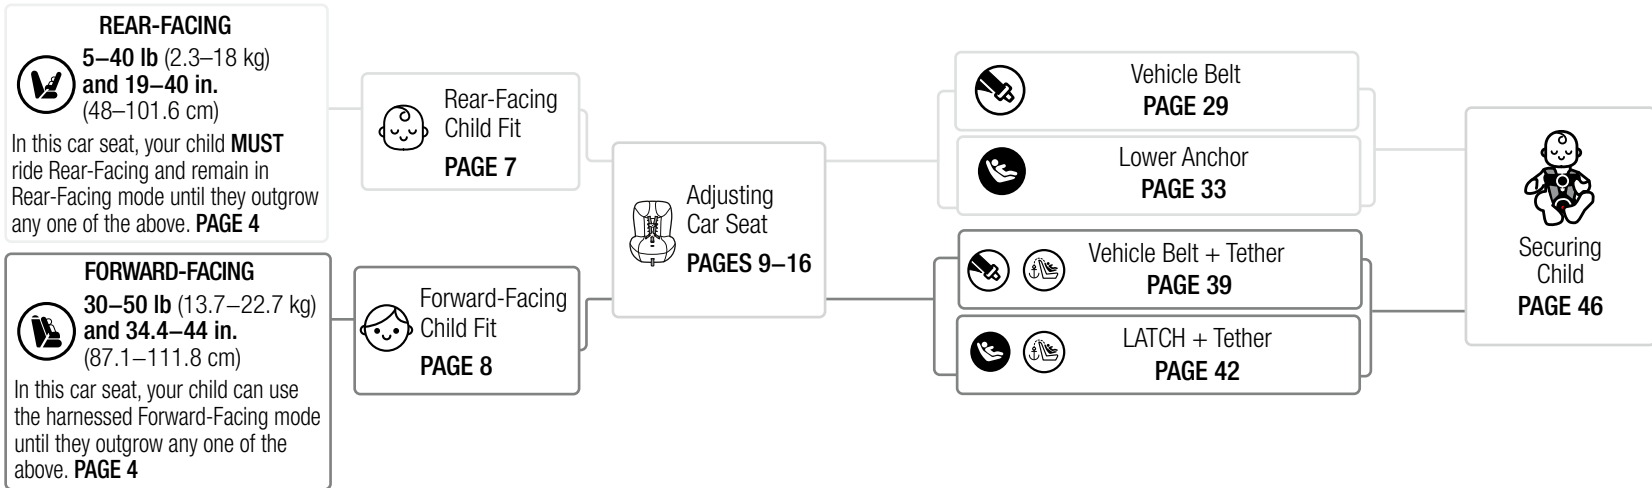 REAR-FACING
5–40 lb (2.3–18 kg)
and 19–40 in.
(48–101.6 cm)
In this car seat, your child MUST
ride Rear-Facing and remain in
Rear-Facing mode until they outgrow
any one of the above. PAGE 4
FORWARD-FACING
30–50 lb (13.7–22.7 kg)
and 34.4–44 in.
(87.1–111.8 cm)
In this car seat, your child can use
the harnessed Forward-Facing mode
until they outgrow any one of the
above. PAGE 4
Rear-Facing
Child Fit
PAGE 7
Forward-Facing
Child Fit
PAGE 8
Adjusting
Car Seat
PAGES 9–16
Vehicle Belt
PAGE 29
Lower Anchor
PAGE 33
Vehicle Belt + Tether
PAGE 39
LATCH + Tether
PAGE 42
Securing
Child
PAGE 46